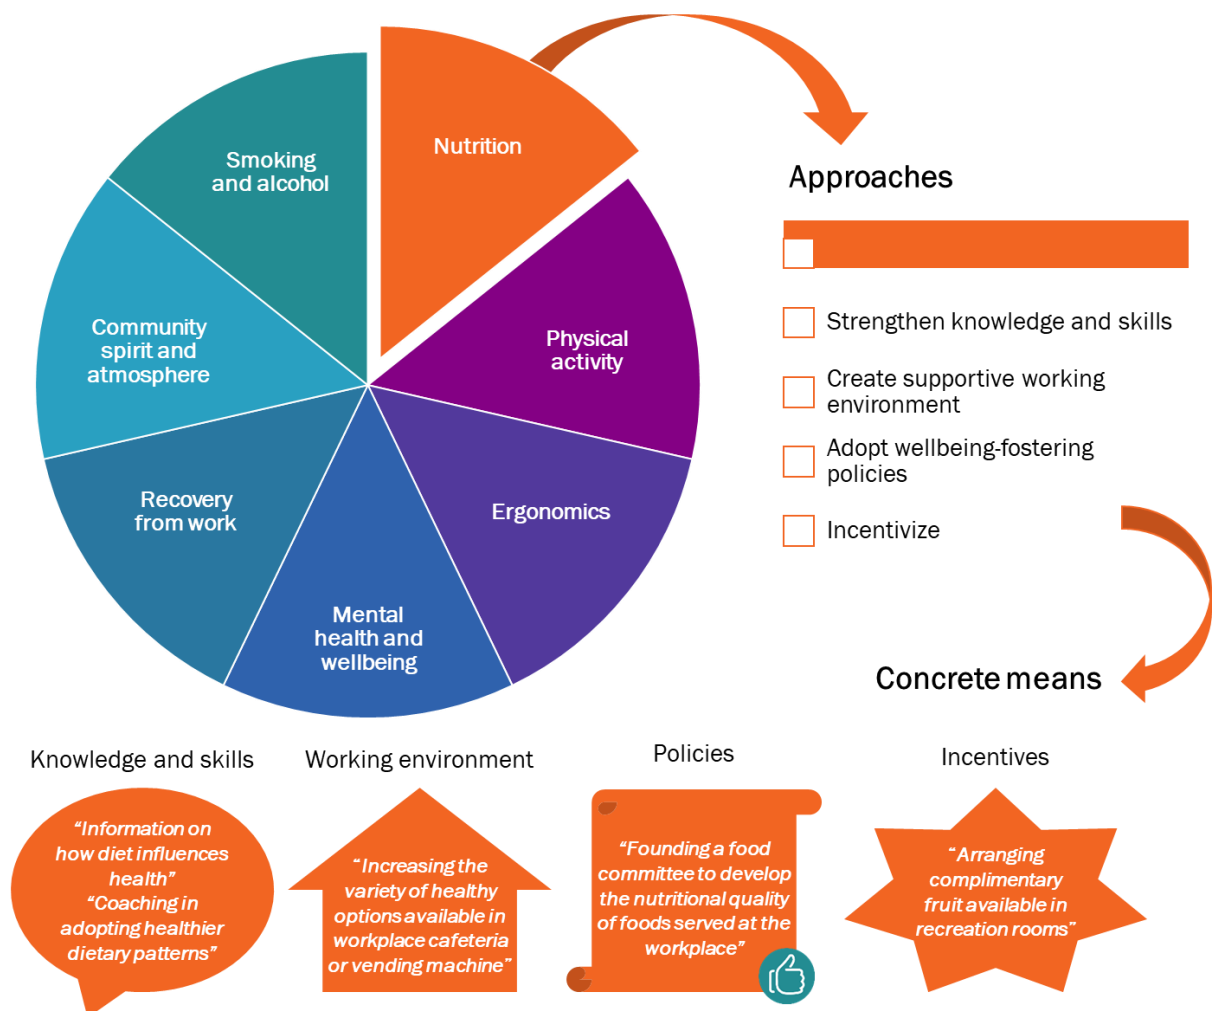 Nutrition
Smoking
and alcohol
Physical
activity
Community
spirit and
atmosphere
Ergonomics
Recovery
from work
Mental
health and
wellbeing
Approaches
Strengthen knowledge and skills
Create supportive working
environment
Adopt wellbeing-fostering
policies
Incentivize
Concrete means
Knowledge and skills
“Information on
how diet influences
health”
“Coaching in
adopting healthier
dietary patterns”
Working environment
“Increasing the
variety of healthy
options available in
workplace cafeteria
or vending machine”
Policies
“Founding a food
committee to develop
the nutritional quality
of foods served at the
workplace”
Incentives
“Arranging
complimentary
fruit available in
recreation rooms”